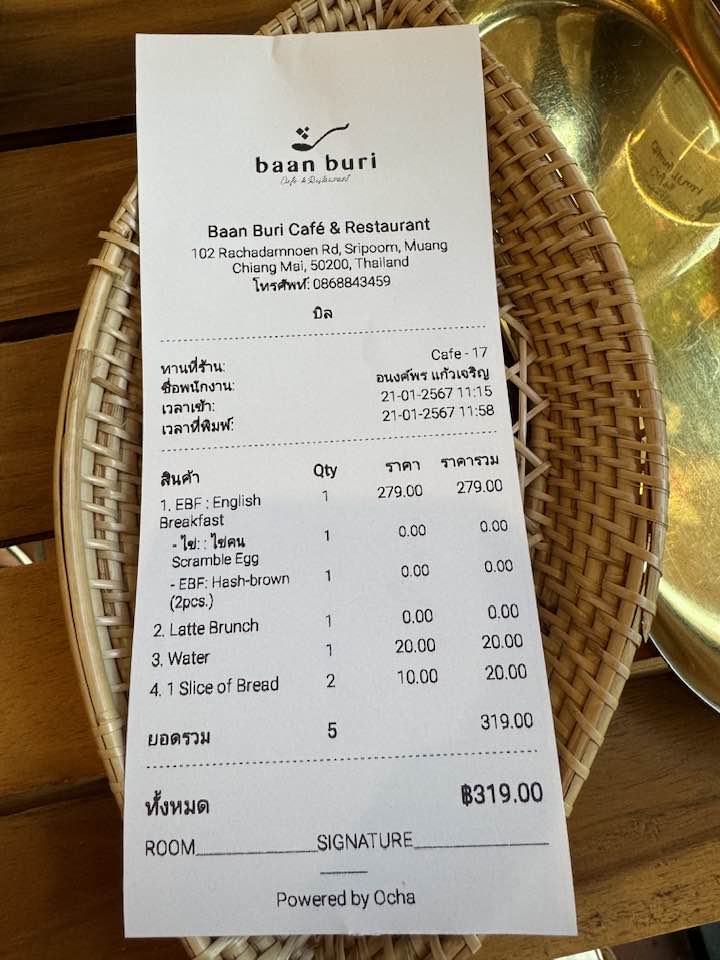 baan buri
Cafe & Restaurant
Baan Buri Café & Restaurant
102 Rachadamnoen Rd, Sripoom, Muang
Chiang Mai, 50200, Thailand
โทรศัพท์: 0868843459
บิล
ทานที่ร้าน: Cafe - 17
ชื่อพนักงาน: อนงค์พร แก้วเจริญ
เวลาเข้า: 21-01-2567 11:15
เวลาที่พิมพ์: 21-01-2567 11:58
สินค้า Qty ราคา ราคารวม
1. EBF : English 1 279.00 279.00
Breakfast
- ไข่: : ไข่คน 1 0.00 0.00
Scramble Egg
- EBF: Hash-brown 1 0.00 0.00
(2pcs.)
2. Latte Brunch 1 0.00 0.00
3. Water 1 20.00 20.00
4. 1 Slice of Bread 2 10.00 20.00
ยอดรวม 5 319.00
ทั้งหมด ฿319.00
ROOM____________SIGNATURE______________
Powered by Ocha